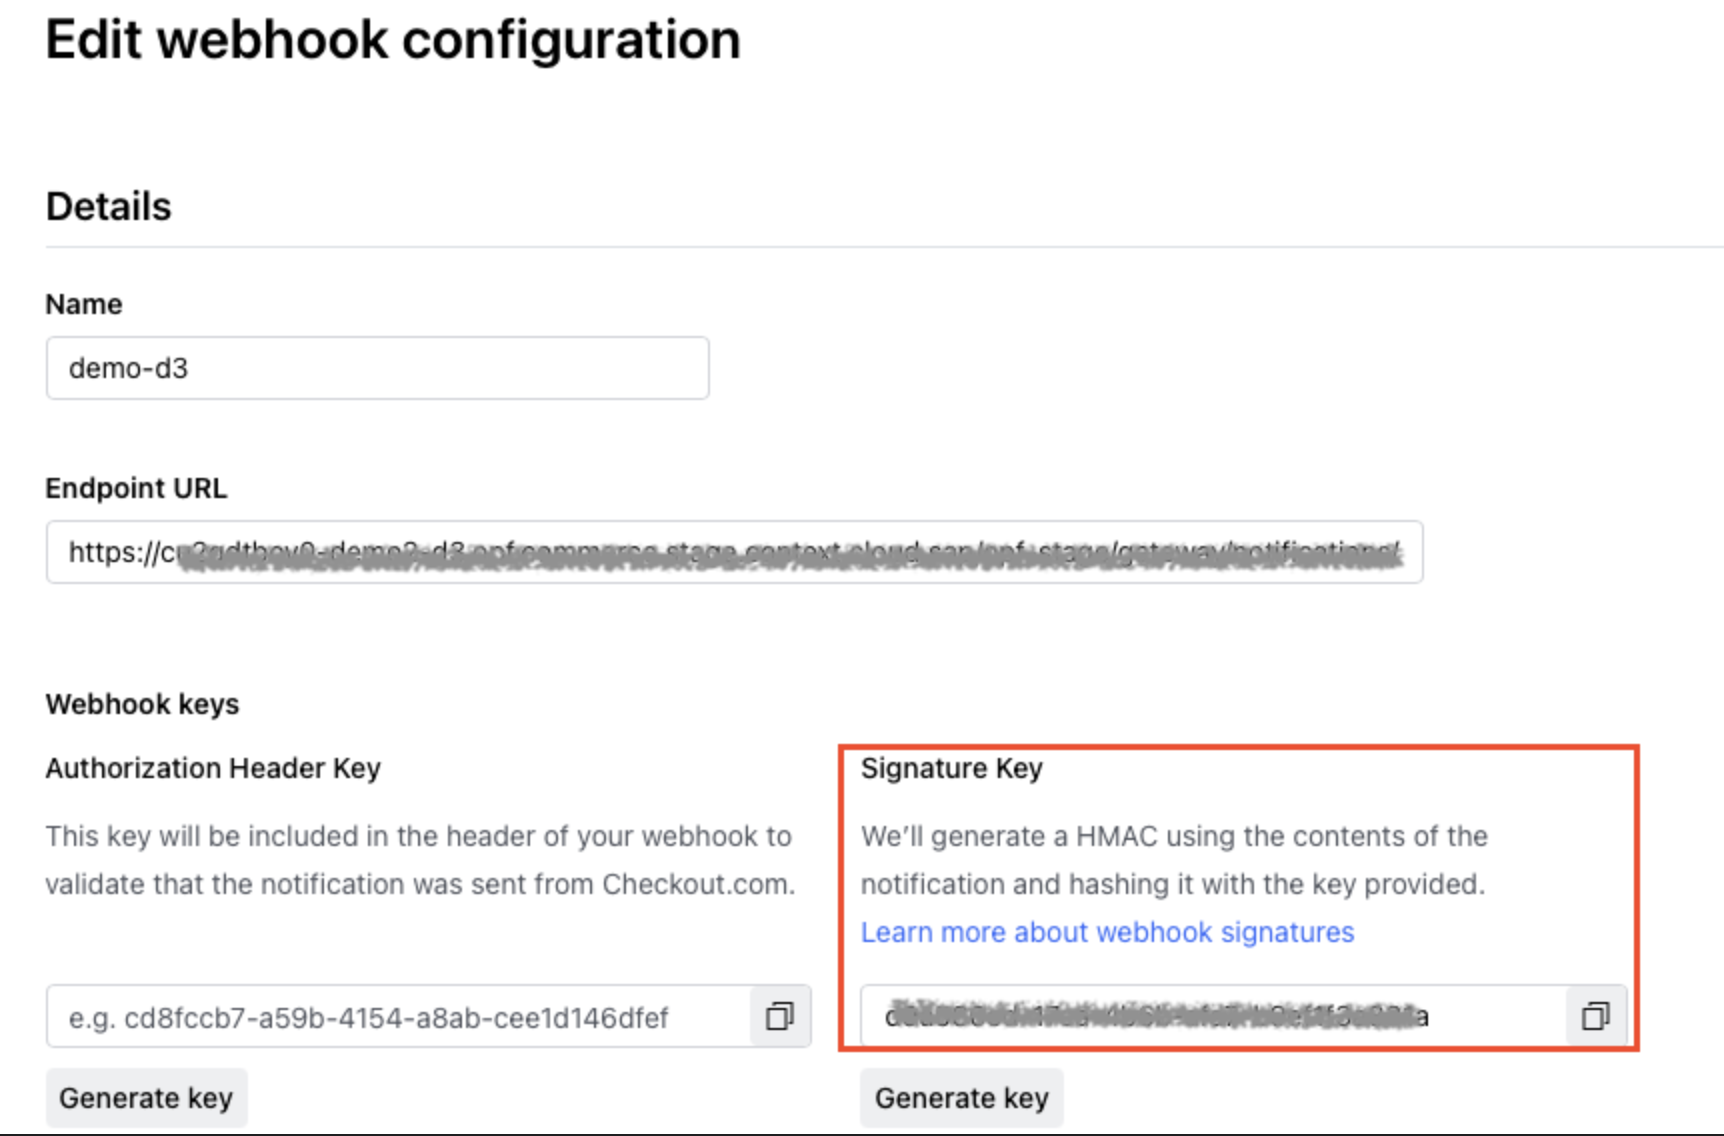 Edit webhook configuration
Details
Name
demo-d3
Endpoint URL
Webhook keys
Authorization Header Key
This key will be included in the header of your webhook to
validate that the notification was sent from Checkout.com.
e.g. cd8fccb7-a59b-4154-a8ab-cee1d146dfef
Generate key
Signature Key
We'll generate a HMAC using the contents of the
notification and hashing it with the key provided.
Learn more about webhook signatures
Generate key